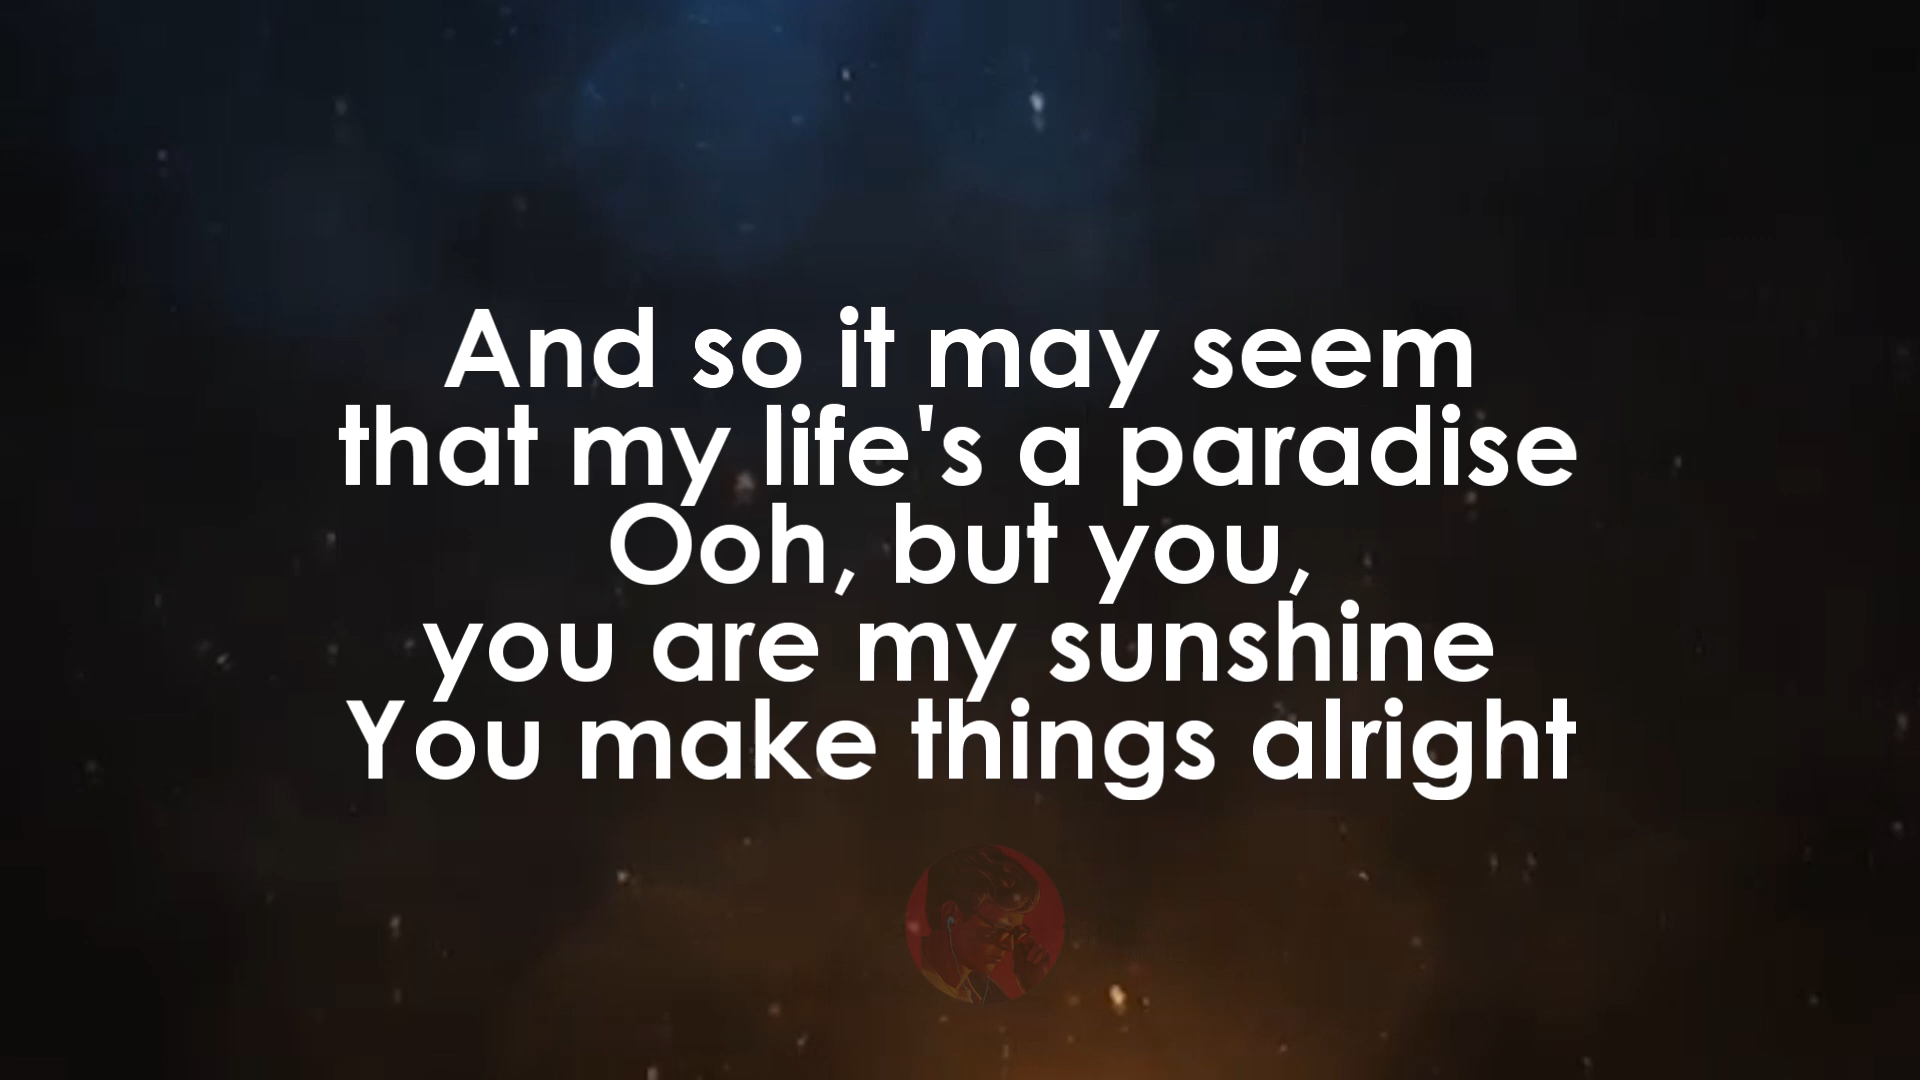 And so it may seem
that my life's a paradise
Ooh, but you,
you are my sunshine
You make things alright